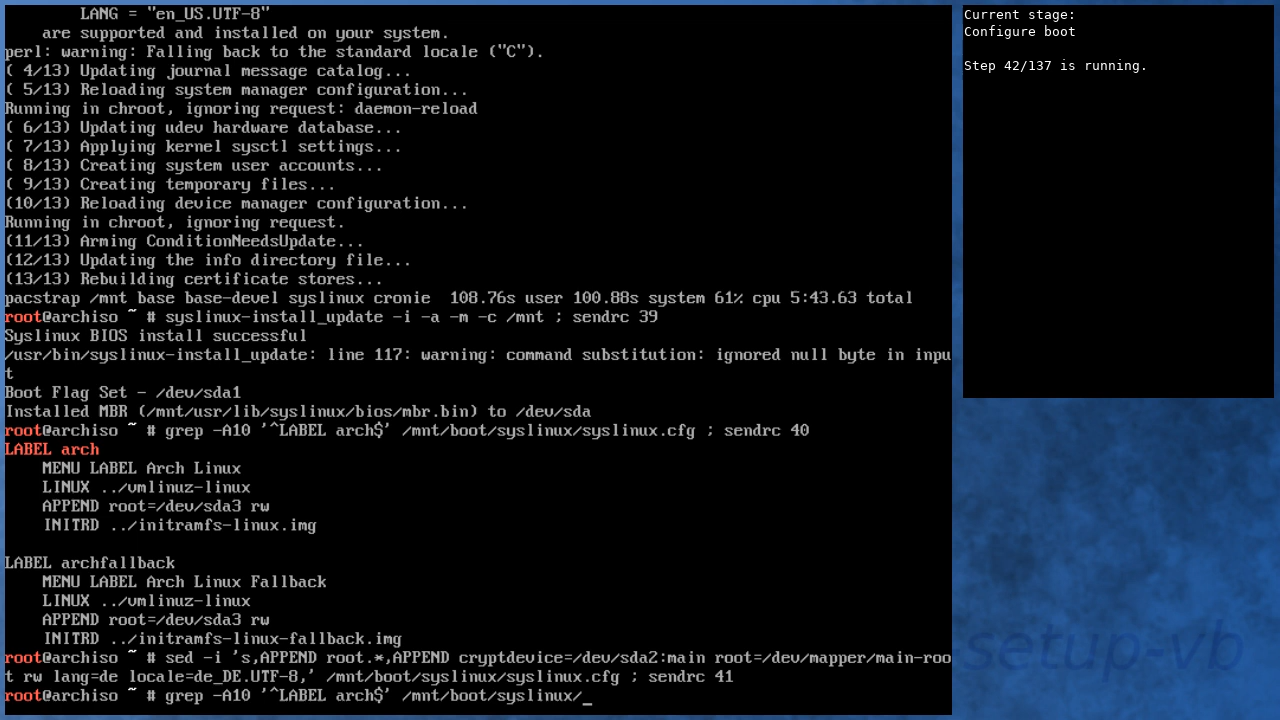 LANG = "en_US.UTF-8"
    are supported and installed on your system.
perl: warning: Falling back to the standard locale ("C").
( 4/13) Updating journal message catalog...
( 5/13) Reloading system manager configuration...
Running in chroot, ignoring request: daemon-reload
( 6/13) Updating udev hardware database...
( 7/13) Applying kernel sysctl settings...
( 8/13) Creating system user accounts...
( 9/13) Creating temporary files...
(10/13) Reloading device manager configuration...
Running in chroot, ignoring request.
(11/13) Arming ConditionNeedsUpdate...
(12/13) Updating the info directory file...
(13/13) Rebuilding certificate stores...
pacstrap /mnt base base-devel syslinux cronie  108.76s user 100.88s system 61% cpu 5:43.63 total
root@archiso ~ # syslinux-install_update -i -a -m -c /mnt ; sendrc 39
Syslinux BIOS install successful
/usr/bin/syslinux-install_update: line 117: warning: command substitution: ignored null byte in inpu
t
Boot Flag Set - /dev/sda1
Installed MBR (/mnt/usr/lib/syslinux/bios/mbr.bin) to /dev/sda
root@archiso ~ # grep -A10 '^LABEL arch$' /mnt/boot/syslinux/syslinux.cfg ; sendrc 40
LABEL arch
    MENU LABEL Arch Linux
    LINUX ../vmlinuz-linux
    APPEND root=/dev/sda3 rw
    INITRD ../initramfs-linux.img

LABEL archfallback
    MENU LABEL Arch Linux Fallback
    LINUX ../vmlinuz-linux
    APPEND root=/dev/sda3 rw
    INITRD ../initramfs-linux-fallback.img
root@archiso ~ # sed -i 's,APPEND root.*,APPEND cryptdevice=/dev/sda2:main root=/dev/mapper/main-roo
t rw lang=de locale=de_DE.UTF-8,' /mnt/boot/syslinux/syslinux.cfg ; sendrc 41
root@archiso ~ # grep -A10 '^LABEL arch$' /mnt/boot/syslinux/_
Current stage:
Configure boot

Step 42/137 is running.
setup-vb